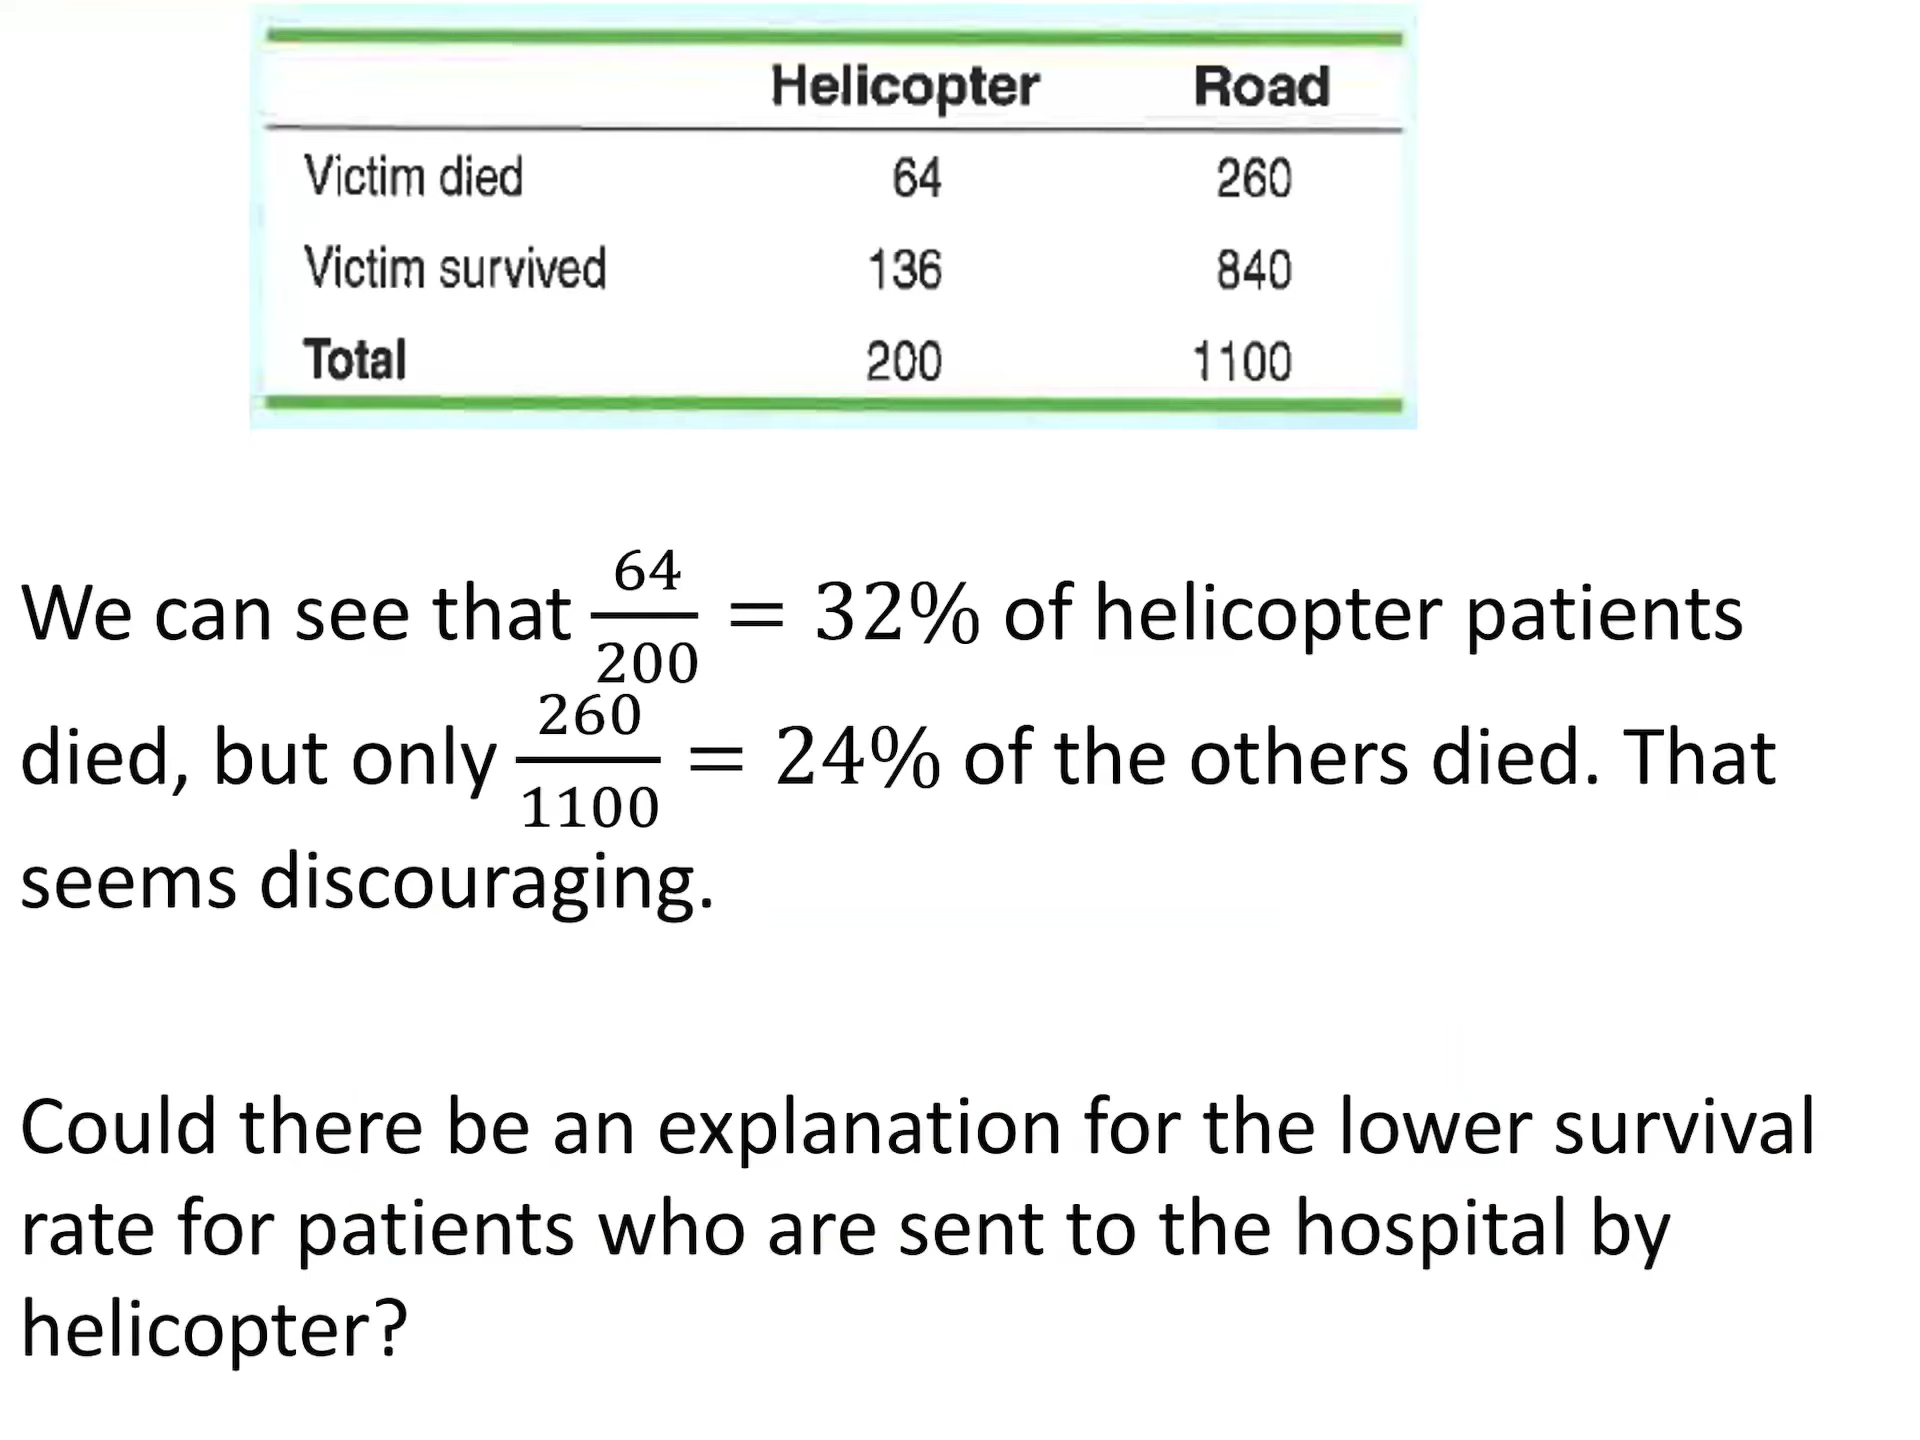 Helicopter Road
Victim died 64 260
Victim survived 136 840
Total 200 1100
We can see that 64/200 = 32% of helicopter patients
died, but only 260/1100 = 24% of the others died. That
seems discouraging.
Could there be an explanation for the lower survival
rate for patients who are sent to the hospital by
helicopter?